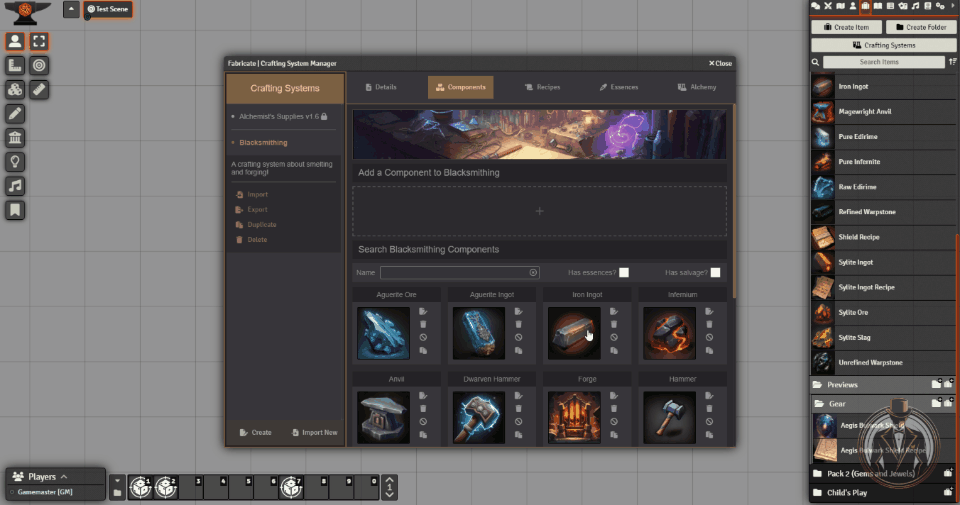 Test Scene
Fabricate | Crafting System Manager
Close
Crafting Systems
Alchemist's Supplies v1.6
Blacksmithing
A crafting system about smelting
and forging!
Import
Export
Duplicate
Delete
Create
Import New
Details
Components
Recipes
Essences
Alchemy
Add a Component to Blacksmithing
+
Search Blacksmithing Components
Name
Has essences?
Has salvage?
Aguerite Ore
Aguerite Ingot
Iron Ingot
Infernium
Anvil
Dwarven Hammer
Forge
Hammer
Create Item
Create Folder
Crafting Systems
Search Items
Iron Ingot
Magewright Anvil
Pure Edirime
Pure Infernite
Raw Edirime
Refined Warpstone
Shield Recipe
Sylite Ingot
Sylite Ingot Recipe
Sylite Ore
Sylite Slag
Unrefined Warpstone
Previews
Gear
Aegis Bulwark Shield
Aegis Bulwark Shield Recipe
Pack 2 (Gems and Jewels)
Child's Play
Players
Gamemaster [GM]
1 2 3 4 5 6 7 8 9 0
1